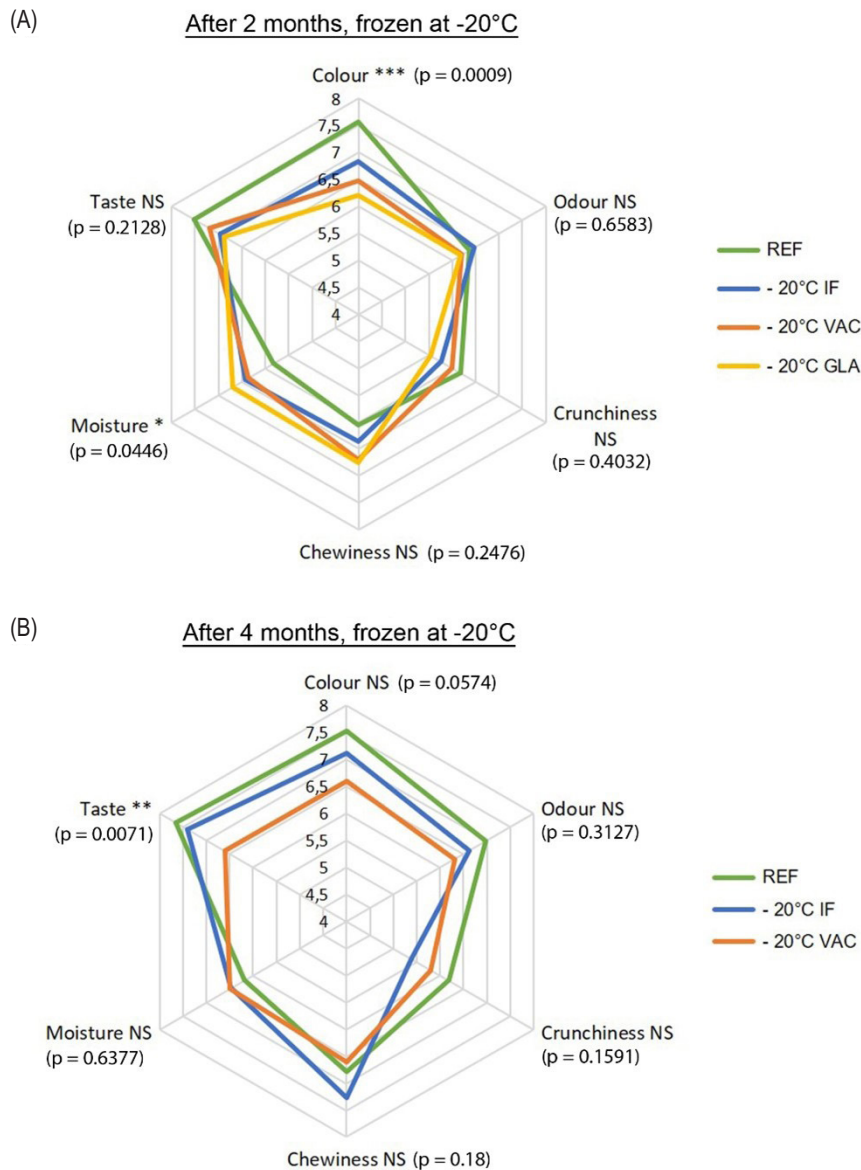 (A)
After 2 months, frozen at -20°C
Colour *** (p = 0.0009)
8
7,5
7
6,5
6
5,5
5
4,5
4
Taste NS
(p = 0.2128)
Odour NS
(p = 0.6583)
Moisture *
(p = 0.0446)
Crunchiness
NS
(p = 0.4032)
Chewiness NS (p = 0.2476)
REF
- 20°C IF
- 20°C VAC
- 20°C GLA
(B)
After 4 months, frozen at -20°C
Colour NS (p = 0.0574)
8
7,5
7
6,5
6
5,5
5
4,5
4
Taste **
(p = 0.0071)
Odour NS
(p = 0.3127)
Moisture NS
(p = 0.6377)
Crunchiness NS
(p = 0.1591)
Chewiness NS (p = 0.18)
REF
- 20°C IF
- 20°C VAC